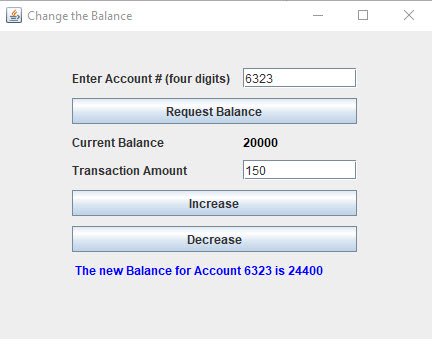 Change the Balance
Enter Account # (four digits) 6323
Request Balance
Current Balance 20000
Transaction Amount 150
Increase
Decrease
The new Balance for Account 6323 is 24400